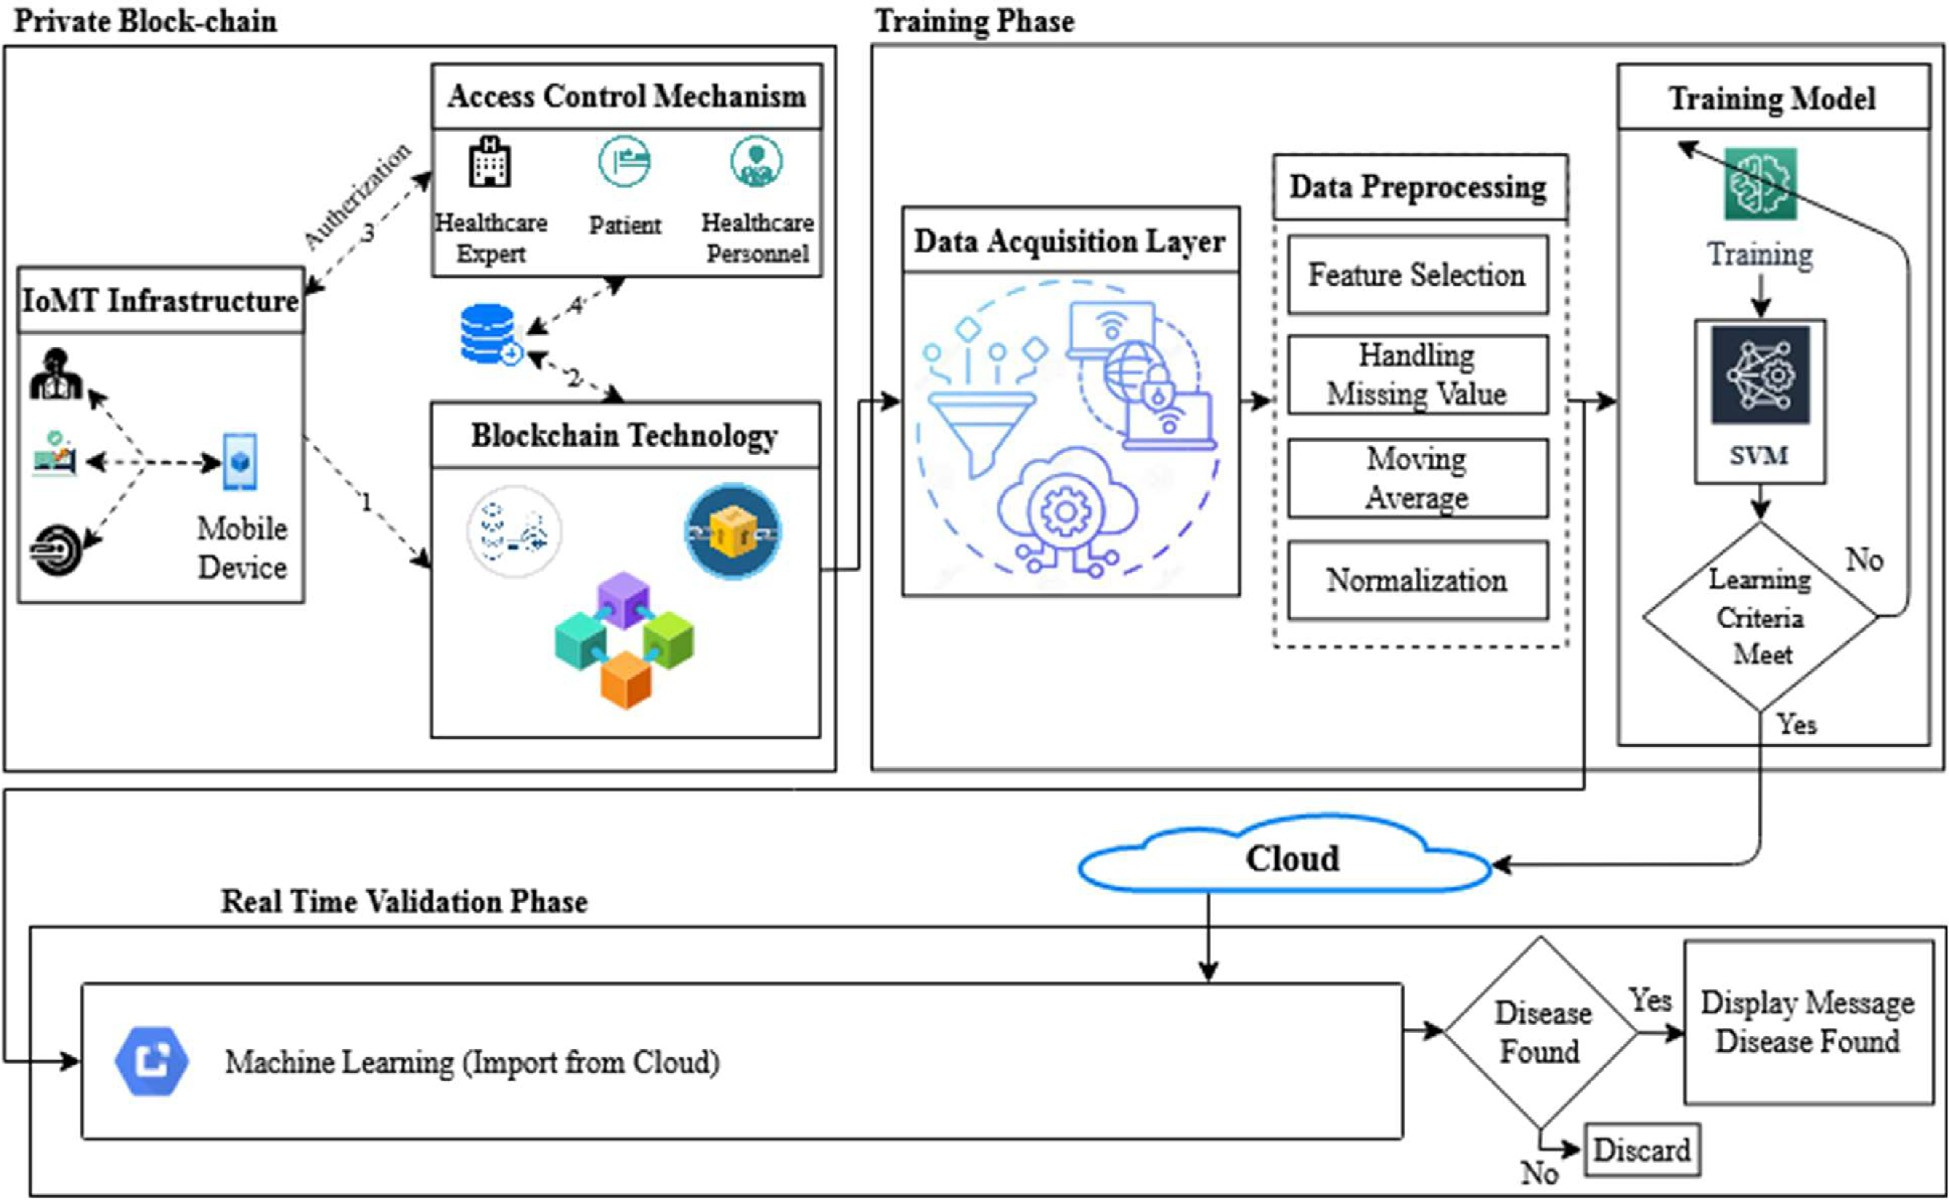 Private Block-chain
Access Control Mechanism
Healthcare
Expert
Patient
Healthcare
Personnel
Autherization
3
4
2
1
IoMT Infrastructure
Mobile
Device
Blockchain Technology
Training Phase
Data Acquisition Layer
Data Preprocessing
Feature Selection
Handling
Missing Value
Moving
Average
Normalization
Training Model
Training
SVM
Learning
Criteria
Meet
No
Yes
Cloud
Real Time Validation Phase
Machine Learning (Import from Cloud)
Disease
Found
Yes
Display Message
Disease Found
No
Discard